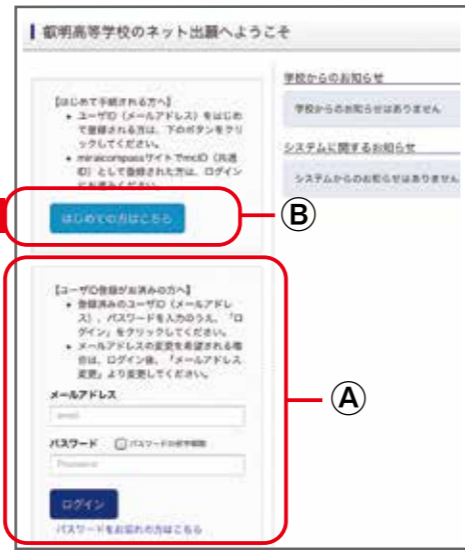 叡明高等学校のネット出願へようこそ
【はじめて手続される方へ】
• ユーザID（メールアドレス）をはじめ
て登録される方は、下のボタンをクリ
ックしてください。
• miraicompassサイトでmcID（共通
ID）として登録された方は、ログイン
にお進みください。
はじめての方はこちら
Ⓑ
【ユーザID登録がお済みの方へ】
• 登録済みのユーザID（メールアドレ
ス）、パスワードを入力のうえ、「ロ
グイン」をクリックしてください。
• メールアドレスの変更を希望される場
合は、ログイン後、「メールアドレス
変更」より変更してください。
メールアドレス
email
パスワード
パスワードの伏字解除
Password
ログイン
パスワードをお忘れの方はこちら
Ⓐ
学校からのお知らせ
学校からのお知らせはありません
システムに関するお知らせ
システムからのお知らせはありません